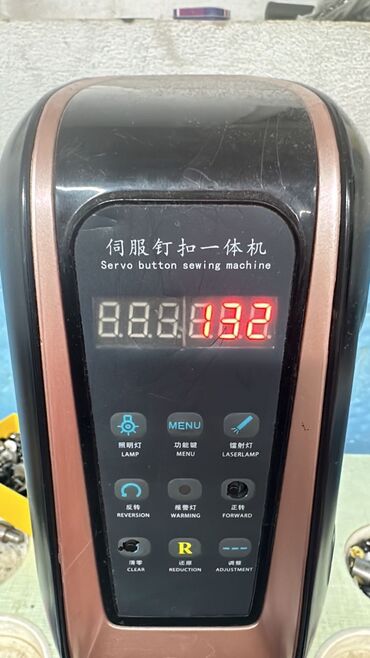 伺服钉扣一体机
Servo button sewing machine
132
MENU
照明灯 功能键 镭射灯
LAMP MENU LASERLAMP
反转 报警灯 正转
REVERSION WARMING FORWARD
R
清零 还原 调整
CLEAR REDUCTION ADJUSTMENT